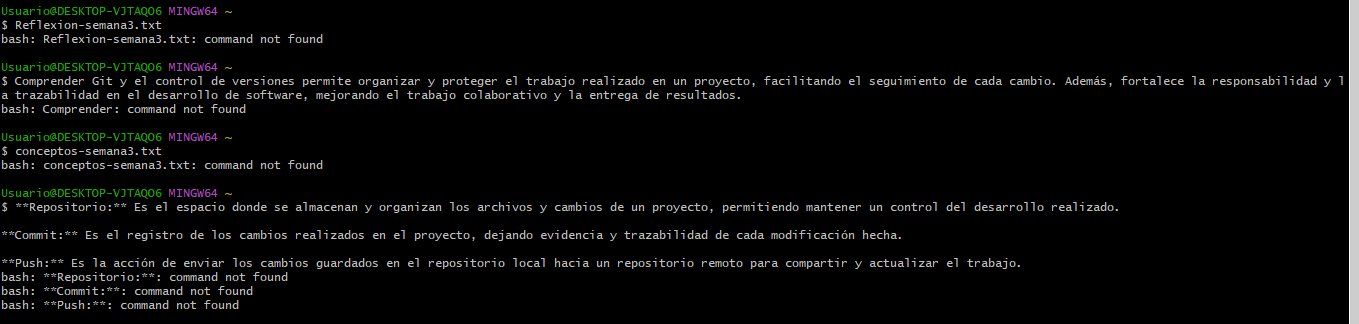 Usuario@DESKTOP-VJTAQO6 MINGW64 ~
$ Reflexion-semana3.txt
bash: Reflexion-semana3.txt: command not found
Usuario@DESKTOP-VJTAQO6 MINGW64 ~
$ Comprender Git y el control de versiones permite organizar y proteger el trabajo realizado en un proyecto, facilitando el seguimiento de cada cambio. Además, fortalece la responsabilidad y l
a trazabilidad en el desarrollo de software, mejorando el trabajo colaborativo y la entrega de resultados.
bash: Comprender: command not found
Usuario@DESKTOP-VJTAQO6 MINGW64 ~
$ conceptos-semana3.txt
bash: conceptos-semana3.txt: command not found
Usuario@DESKTOP-VJTAQO6 MINGW64 ~
$ **Repositorio:** Es el espacio donde se almacenan y organizan los archivos y cambios de un proyecto, permitiendo mantener un control del desarrollo realizado.
**Commit:** Es el registro de los cambios realizados en el proyecto, dejando evidencia y trazabilidad de cada modificación hecha.
**Push:** Es la acción de enviar los cambios guardados en el repositorio local hacia un repositorio remoto para compartir y actualizar el trabajo.
bash: **Repositorio:**: command not found
bash: **Commit:**: command not found
bash: **Push:**: command not found